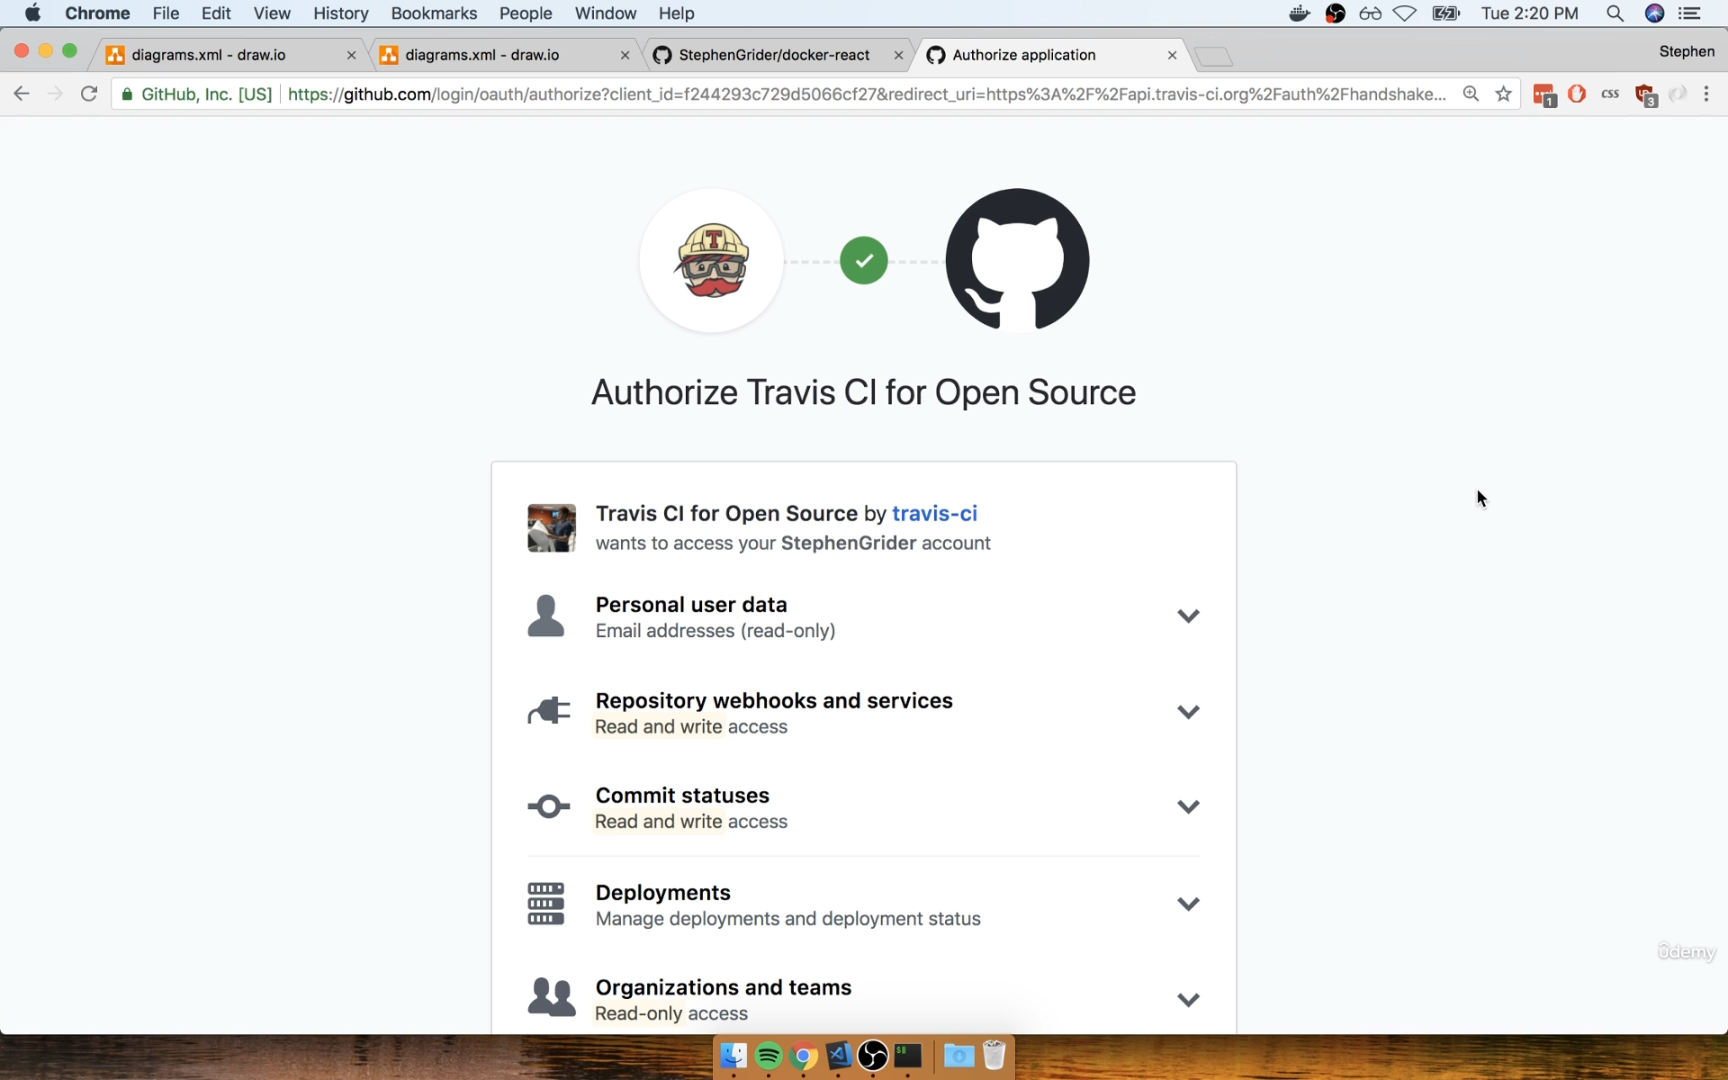 Chrome File Edit View History Bookmarks People Window Help Tue 2:20 PM
diagrams.xml - draw.io diagrams.xml - draw.io StephenGrider/docker-react Authorize application Stephen
GitHub, Inc. [US] https://github.com/login/oauth/authorize?client_id=f244293c729d5066cf27&redirect_uri=https%3A%2F%2Fapi.travis-ci.org%2Fauth%2Fhandshake... 1 CSS 3
T
Authorize Travis CI for Open Source
Travis CI for Open Source by travis-ci
wants to access your StephenGrider account
Personal user data
Email addresses (read-only)
Repository webhooks and services
Read and write access
Commit statuses
Read and write access
Deployments
Manage deployments and deployment status
Organizations and teams
Read-only access
ûdemy